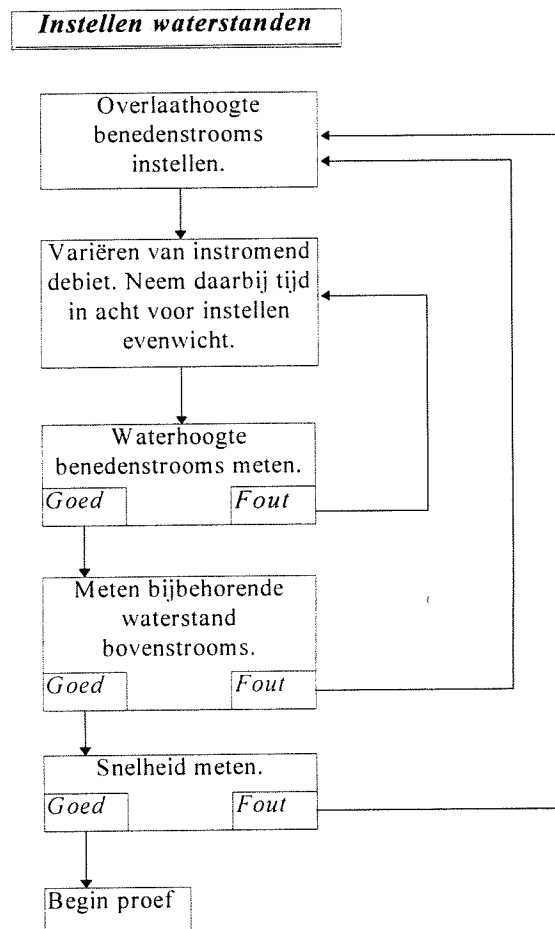 Instellen waterstanden
Overlaathoogte
benedenstrooms
instellen.
Variëren van instromend
debiet. Neem daarbij tijd
in acht voor instellen
evenwicht.
Waterhoogte
benedenstrooms meten.
Goed Fout
Meten bijbehorende
waterstand
bovenstrooms.
Goed Fout
Snelheid meten.
Goed Fout
Begin proef